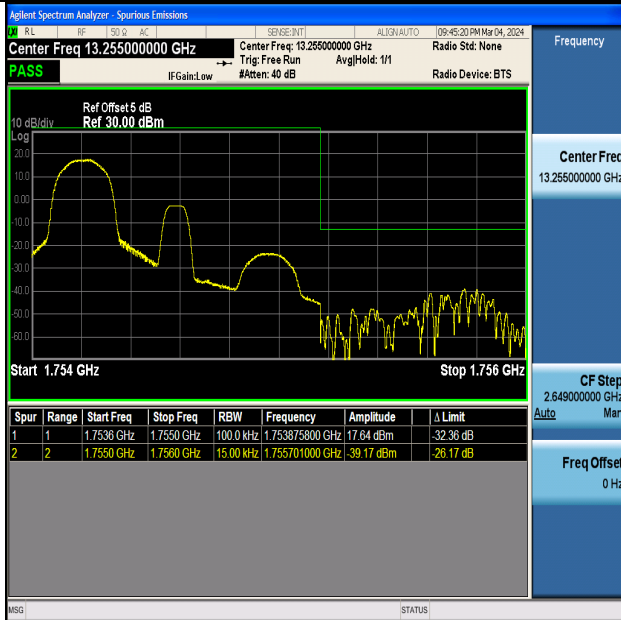 Agilent Spectrum Analyzer - Spurious Emissions
RL RF 50 Ω AC SENSE:INT ALIGN AUTO 09:45:20 PM Mar 04, 2024
Center Freq 13.255000000 GHz
Center Freq: 13.255000000 GHz
Radio Std: None
Trig: Free Run
Avg|Hold: 1/1
PASS
IFGain:Low
#Atten: 40 dB
Radio Device: BTS
Ref Offset 5 dB
10 dB/div
Ref 30.00 dBm
Log
20.0
10.0
0.00
-10.0
-20.0
-30.0
-40.0
-50.0
-60.0
Start 1.754 GHz
Stop 1.756 GHz
Spur Range Start Freq Stop Freq RBW Frequency Amplitude Δ Limit
1 1 1.7536 GHz 1.7550 GHz 100.0 kHz 1.753875800 GHz 17.64 dBm -32.36 dB
2 2 1.7550 GHz 1.7560 GHz 15.00 kHz 1.755701000 GHz -39.17 dBm -26.17 dB
MSG
STATUS
Frequency
Center Freq
13.255000000 GHz
CF Step
2.649000000 GHz
Auto Man
Freq Offset
0 Hz